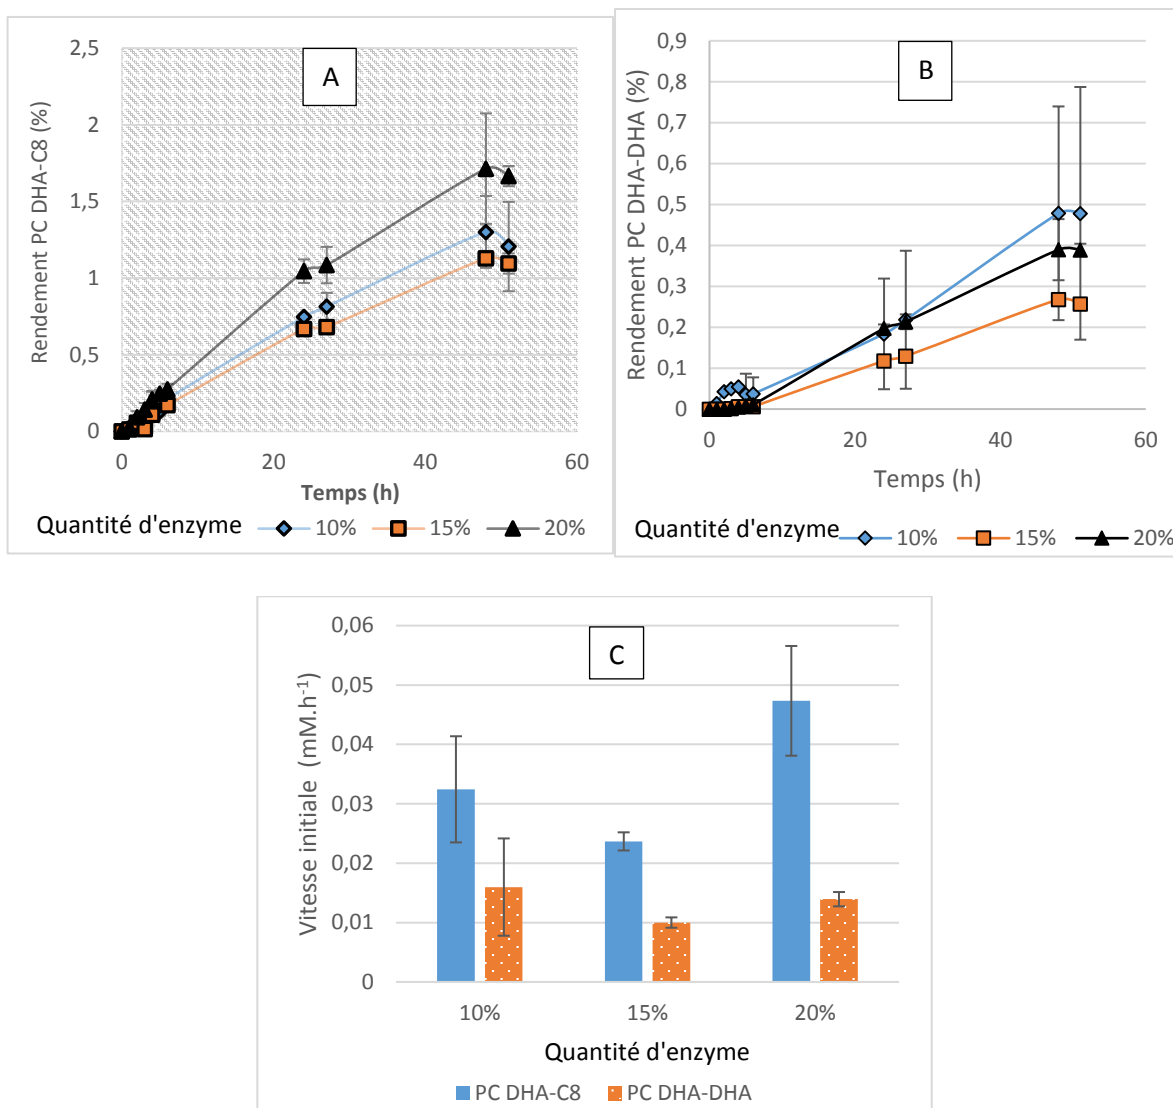 A
Rendement PC DHA-C8 (%)
2,5
2
1,5
1
0,5
0
0 20 40 60
Temps (h)
Quantité d'enzyme 10% 15% 20%
B
Rendement PC DHA-DHA (%)
0,9
0,8
0,7
0,6
0,5
0,4
0,3
0,2
0,1
0
0 20 40 60
Temps (h)
Quantité d'enzyme 10% 15% 20%
C
Vitesse initiale (mM.h⁻¹)
0,06
0,05
0,04
0,03
0,02
0,01
0
10% 15% 20%
Quantité d'enzyme
PC DHA-C8 PC DHA-DHA